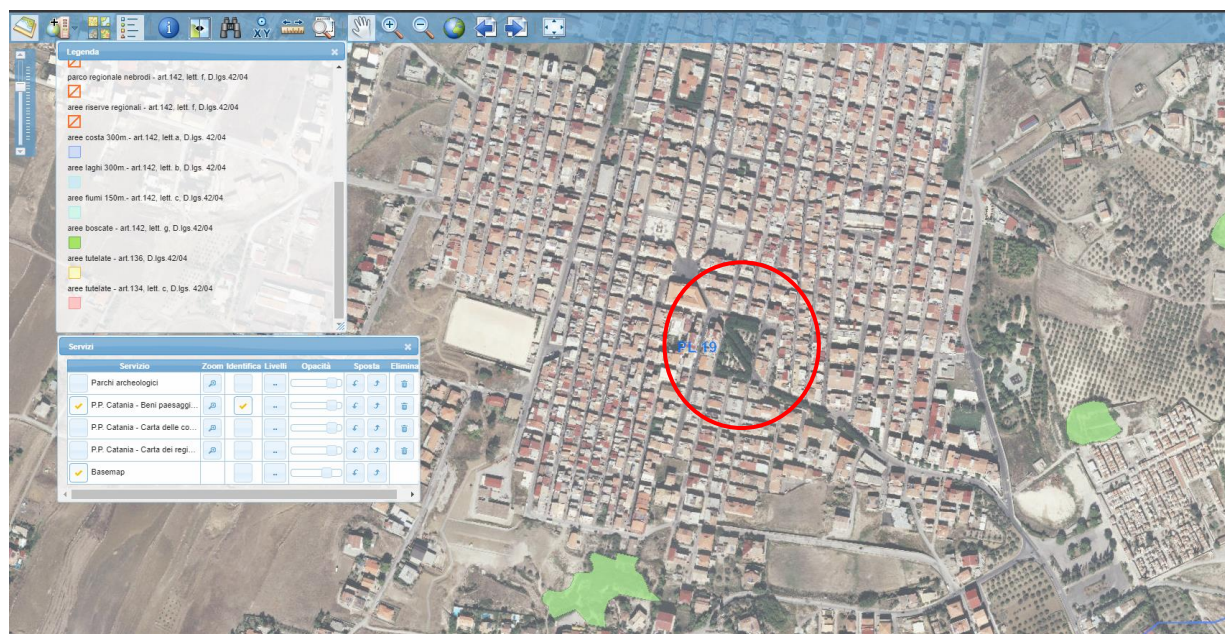 Legenda
parco regionale nebrodi - art.142, lett. f, D.lgs.42/04
aree riserve regionali - art.142. lett. f, D.lgs.42/04
aree costa 300m.- art.142, lett.a, D.lgs. 42/04
aree laghi 300m - art.142, lett. b, D.lgs.42/04
aree fiumi 150m.- art.142, lett. c, D.lgs.42/04
aree boscate - art.142. lett. g, D.lgs.42/04
aree tutelate - art.136, D.lgs.42/04
aree tutelate - art.134, lett. c, D.lgs. 42/04
Servizi
Servizio Zoom Identifica Livelli Opacità Sposta Elimina
Parchi archeologici
P.P. Catania - Beni paesaggi...
P.P. Catania - Carta delle co...
P.P. Catania - Carta dei regi...
Basemap
PL 19